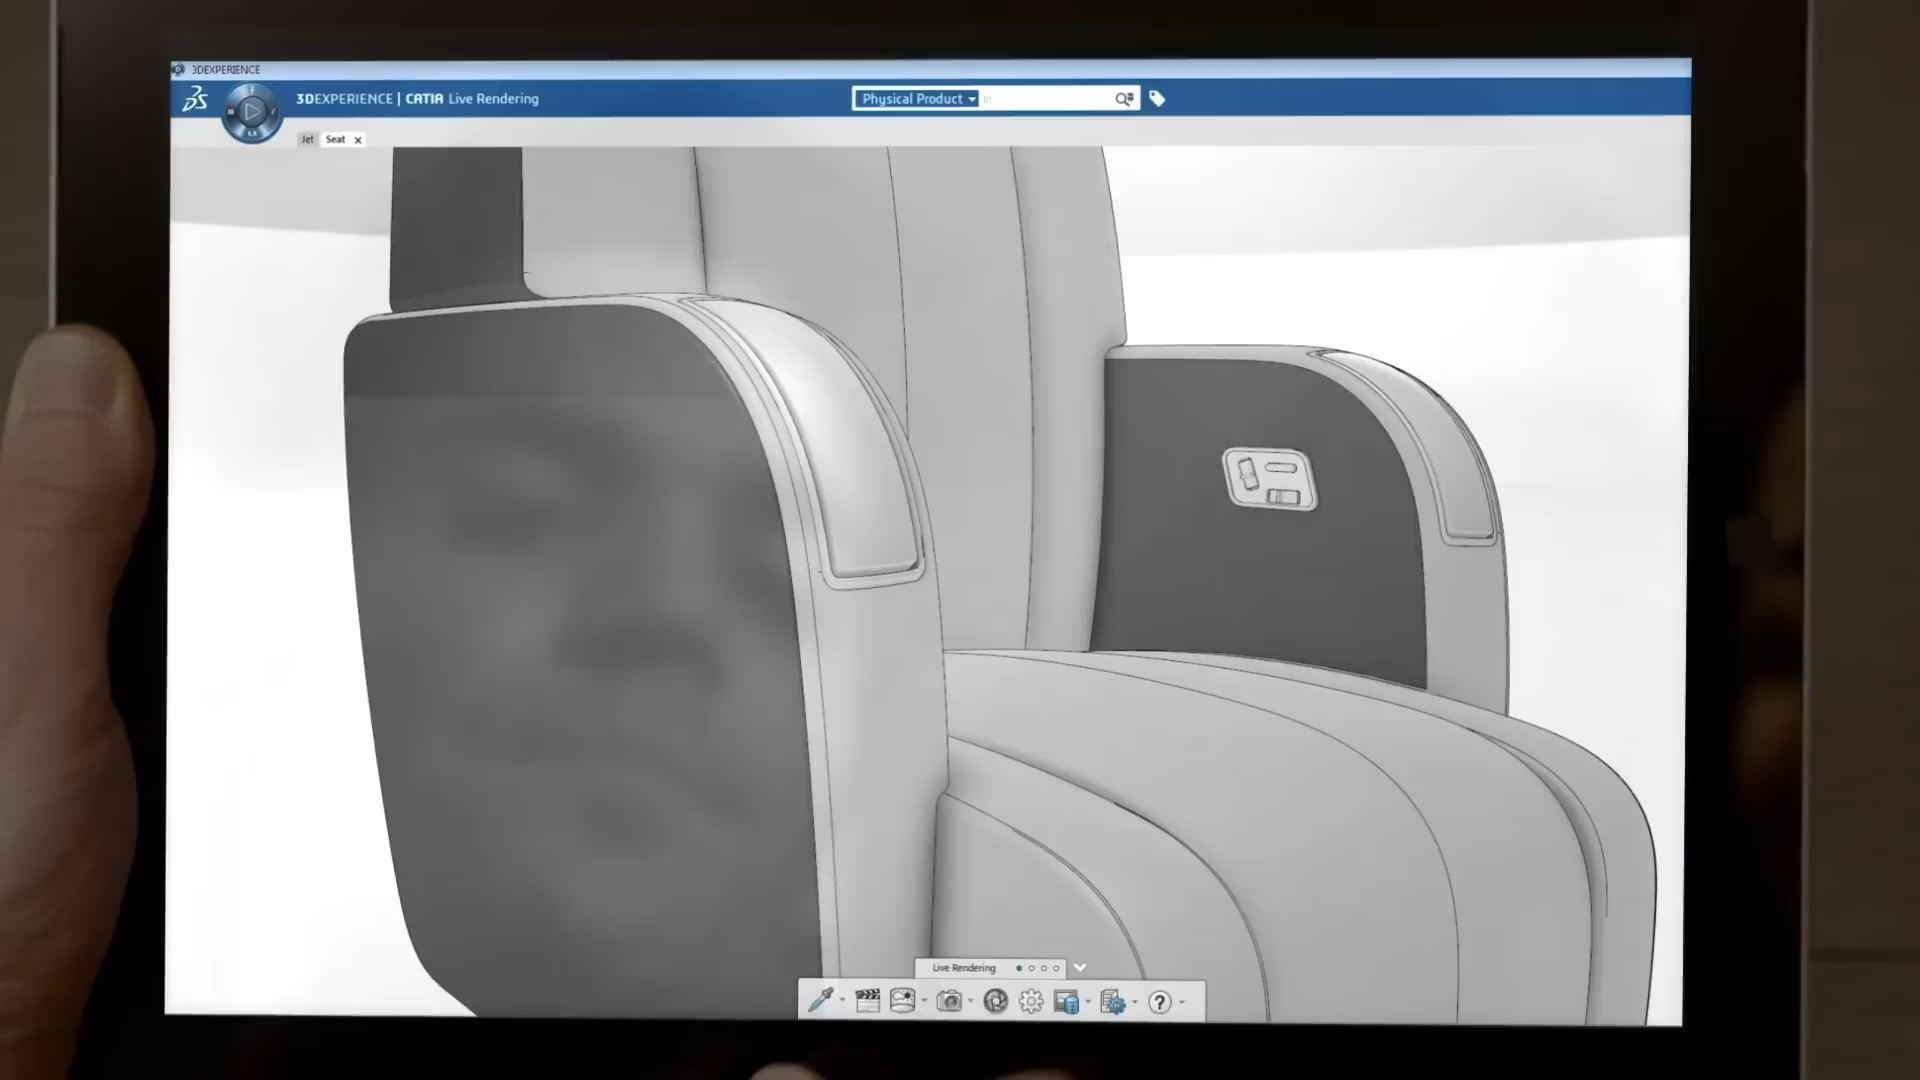 3DEXPERIENCE
3DEXPERIENCE | CATIA Live Rendering
Physical Product
Jet
Seat
Live Rendering